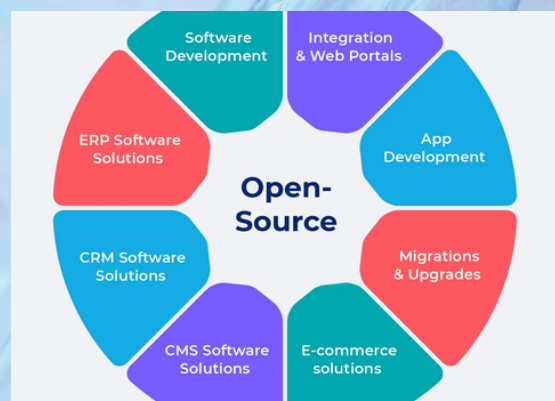 Software
Development
Integration
& Web Portals
ERP Software
Solutions
App
Development
Open-
Source
CRM Software
Solutions
Migrations
& Upgrades
CMS Software
Solutions
E-commerce
solutions